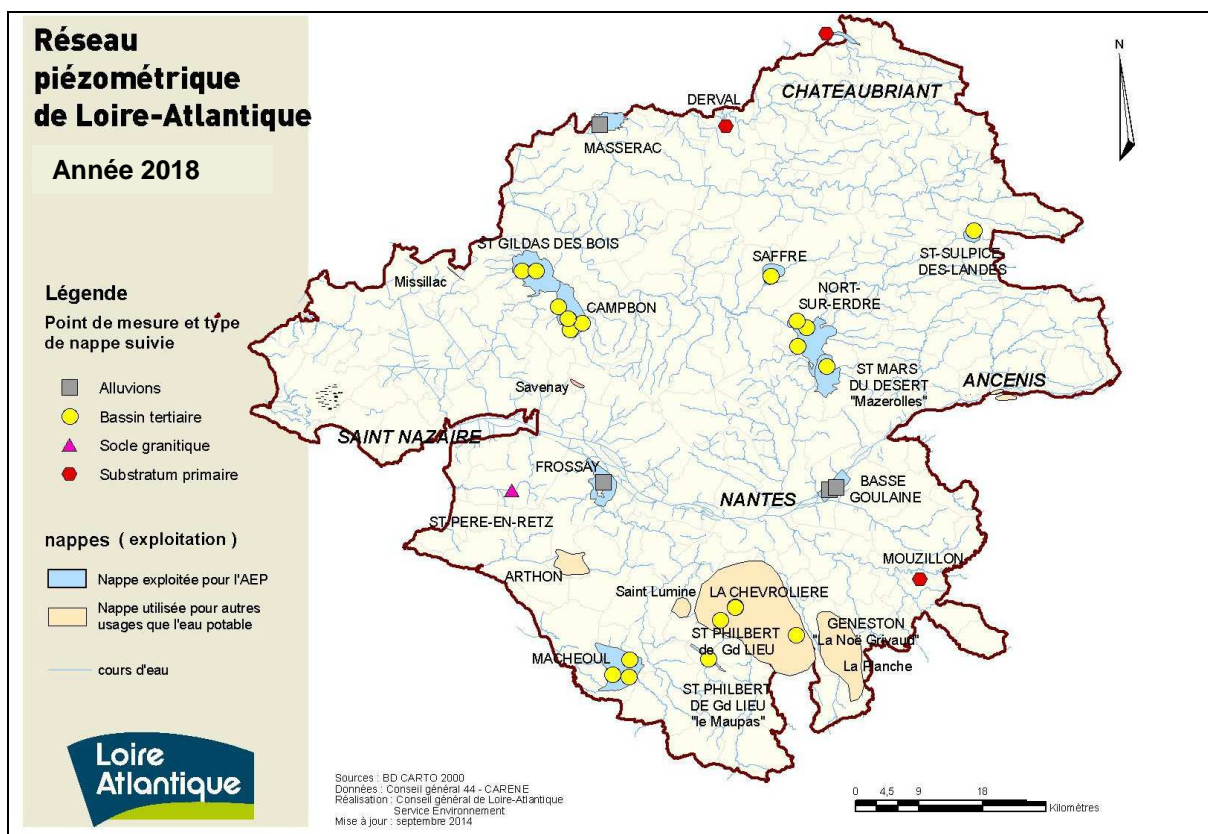 Réseau
piézométrique
de Loire-Atlantique
Année 2018
Légende
Point de mesure et type
de nappe suivie
Alluvions
Bassin tertiaire
Socle granitique
Substratum primaire
nappes ( exploitation )
Nappe exploitée pour l'AEP
Nappe utilisée pour autres
usages que l'eau potable
cours d'eau
Loire
Atlantique
N
CHATEAUBRIANT
DERVAL
MASSERAC
ST GILDAS DES BOIS
Missillac
CAMPBON
SAFFRE
ST-SULPICE
DES-LANDES
NORT-
SUR-ERDRE
ST MARS
DU DESERT
"Mazerolles"
ANCENIS
Savenay
SAINT NAZAIRE
FROSSAY
NANTES
BASSE
GOULAINE
ST-PERE-EN-RETZ
ARTHON
MOUZILLON
Saint Lumine
LA CHEVROLIERE
ST PHILBERT
de Gd LIEU
GENESTON
"La Noë Grivaud"
La Planche
MACHEOUL
ST PHILBERT
DE Gd LIEU
"le Maupas"
Sources : BD CARTO 2000
Données : Conseil général 44 - CARENE
Réalisation : Conseil général de Loire-Atlantique
Service Environnement
Mise à jour : septembre 2014
0 4,5 9 18
Kilomètres